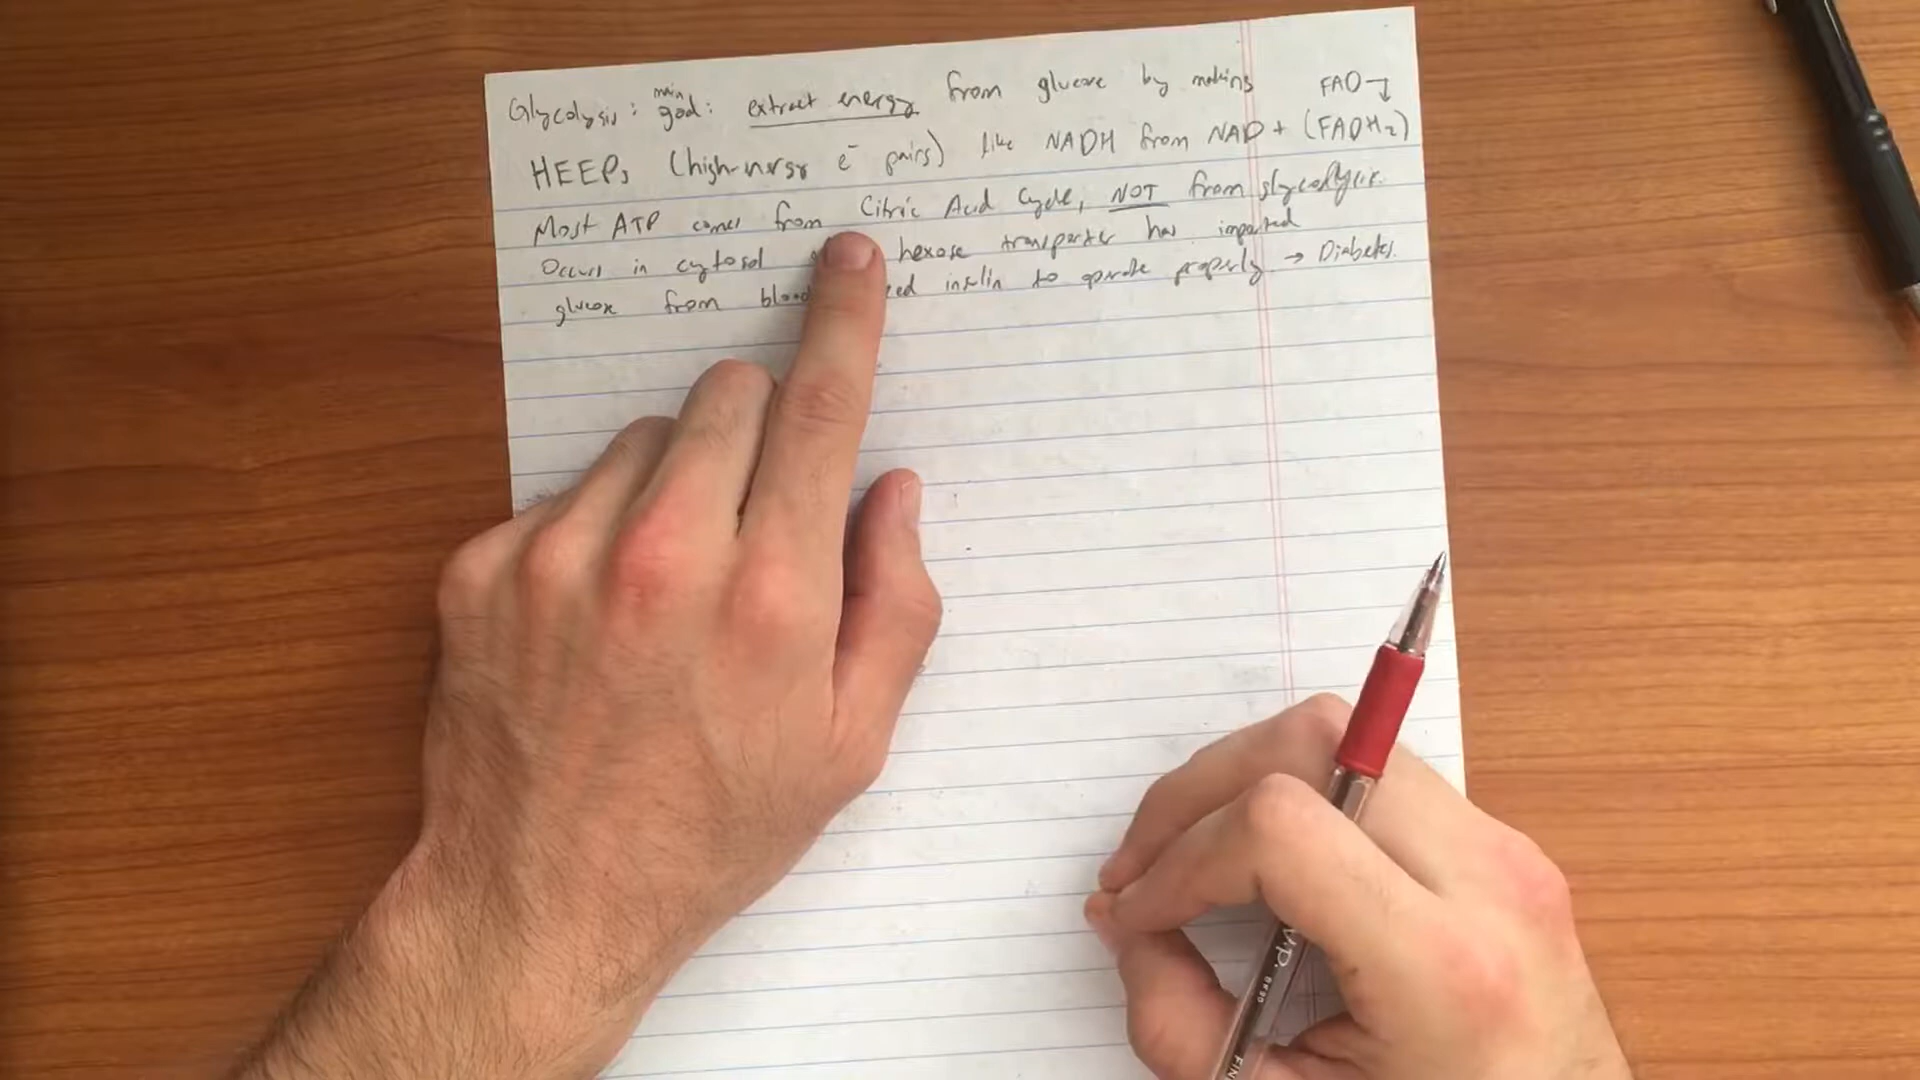 Glycolysis: main goal: extract energy from glucose by making FAD
HEEPs (high-energy e⁻ pairs) like NADH from NAD+ (FADH₂)
Most ATP comes from Citric Acid Cycle, NOT from glycolysis.
Occurs in cytosol hexose transporter has imported
glucose from blood insulin to operate properly → Diabetes.
V.P.
FIN